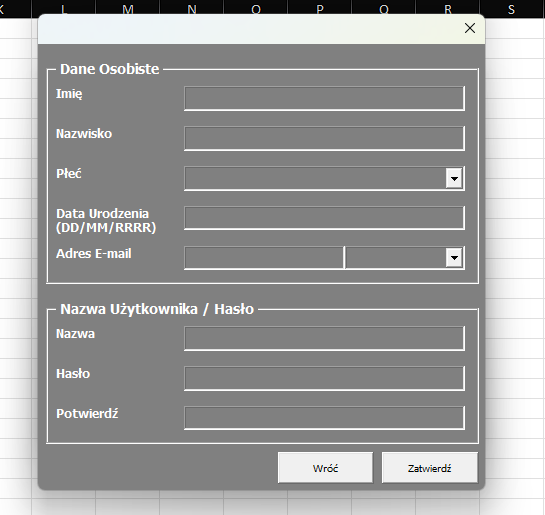 K L M N O P Q R S
Dane Osobiste
Imię
Nazwisko
Płeć
Data Urodzenia
(DD/MM/RRRR)
Adres E-mail
Nazwa Użytkownika / Hasło
Nazwa
Hasło
Potwierdź
Wróć Zatwierdź